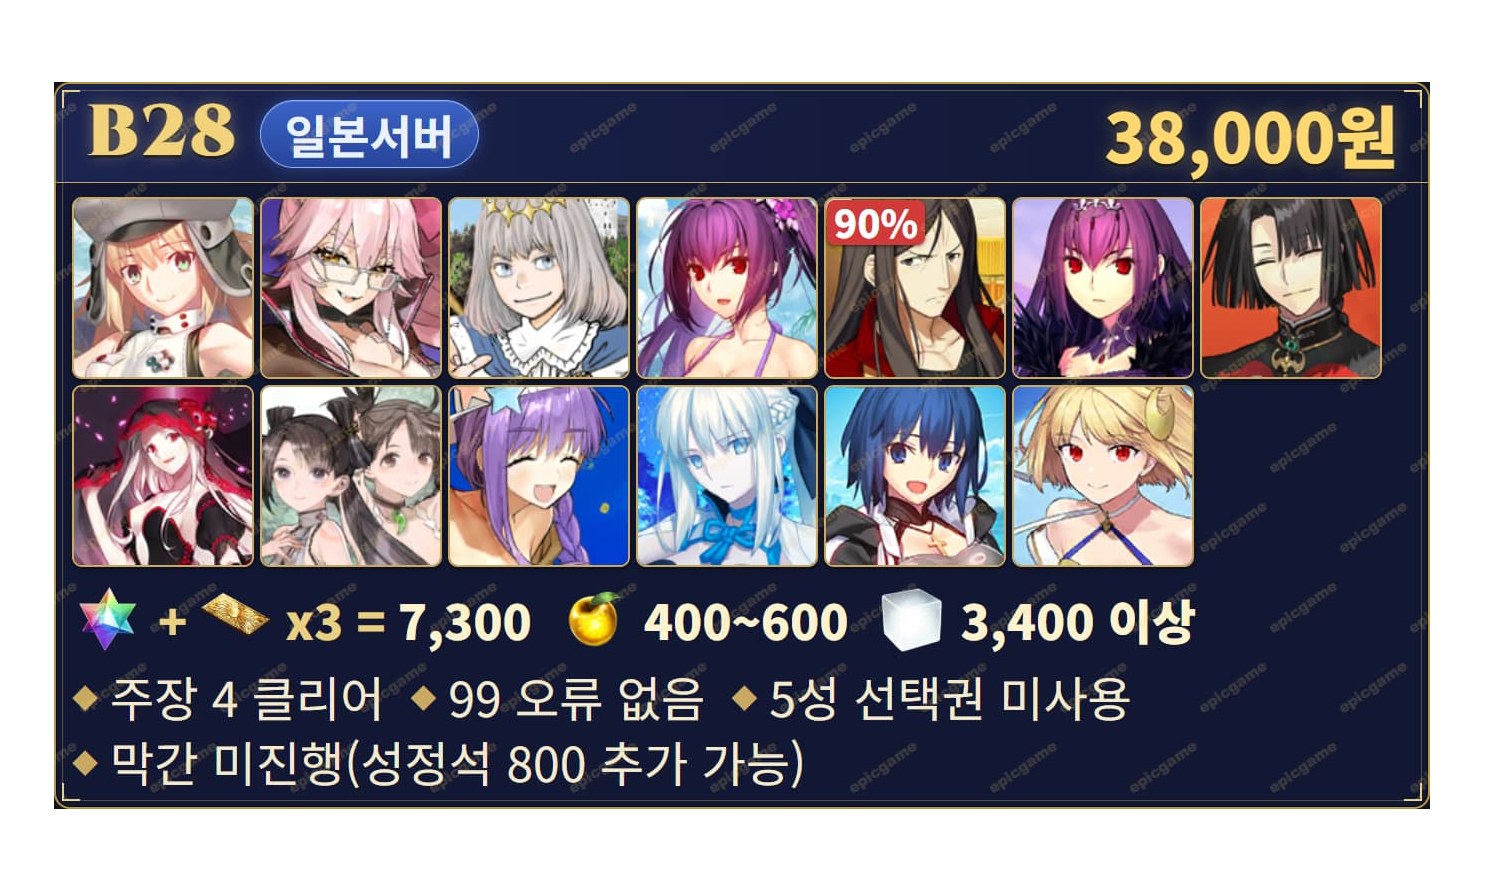 B28 일본서버 38,000원
90%
+ x3 = 7,300 400~600 3,400 이상
◆ 주장 4 클리어 ◆ 99 오류 없음 ◆ 5성 선택권 미사용
◆ 막간 미진행(성정석 800 추가 가능)
epicgame